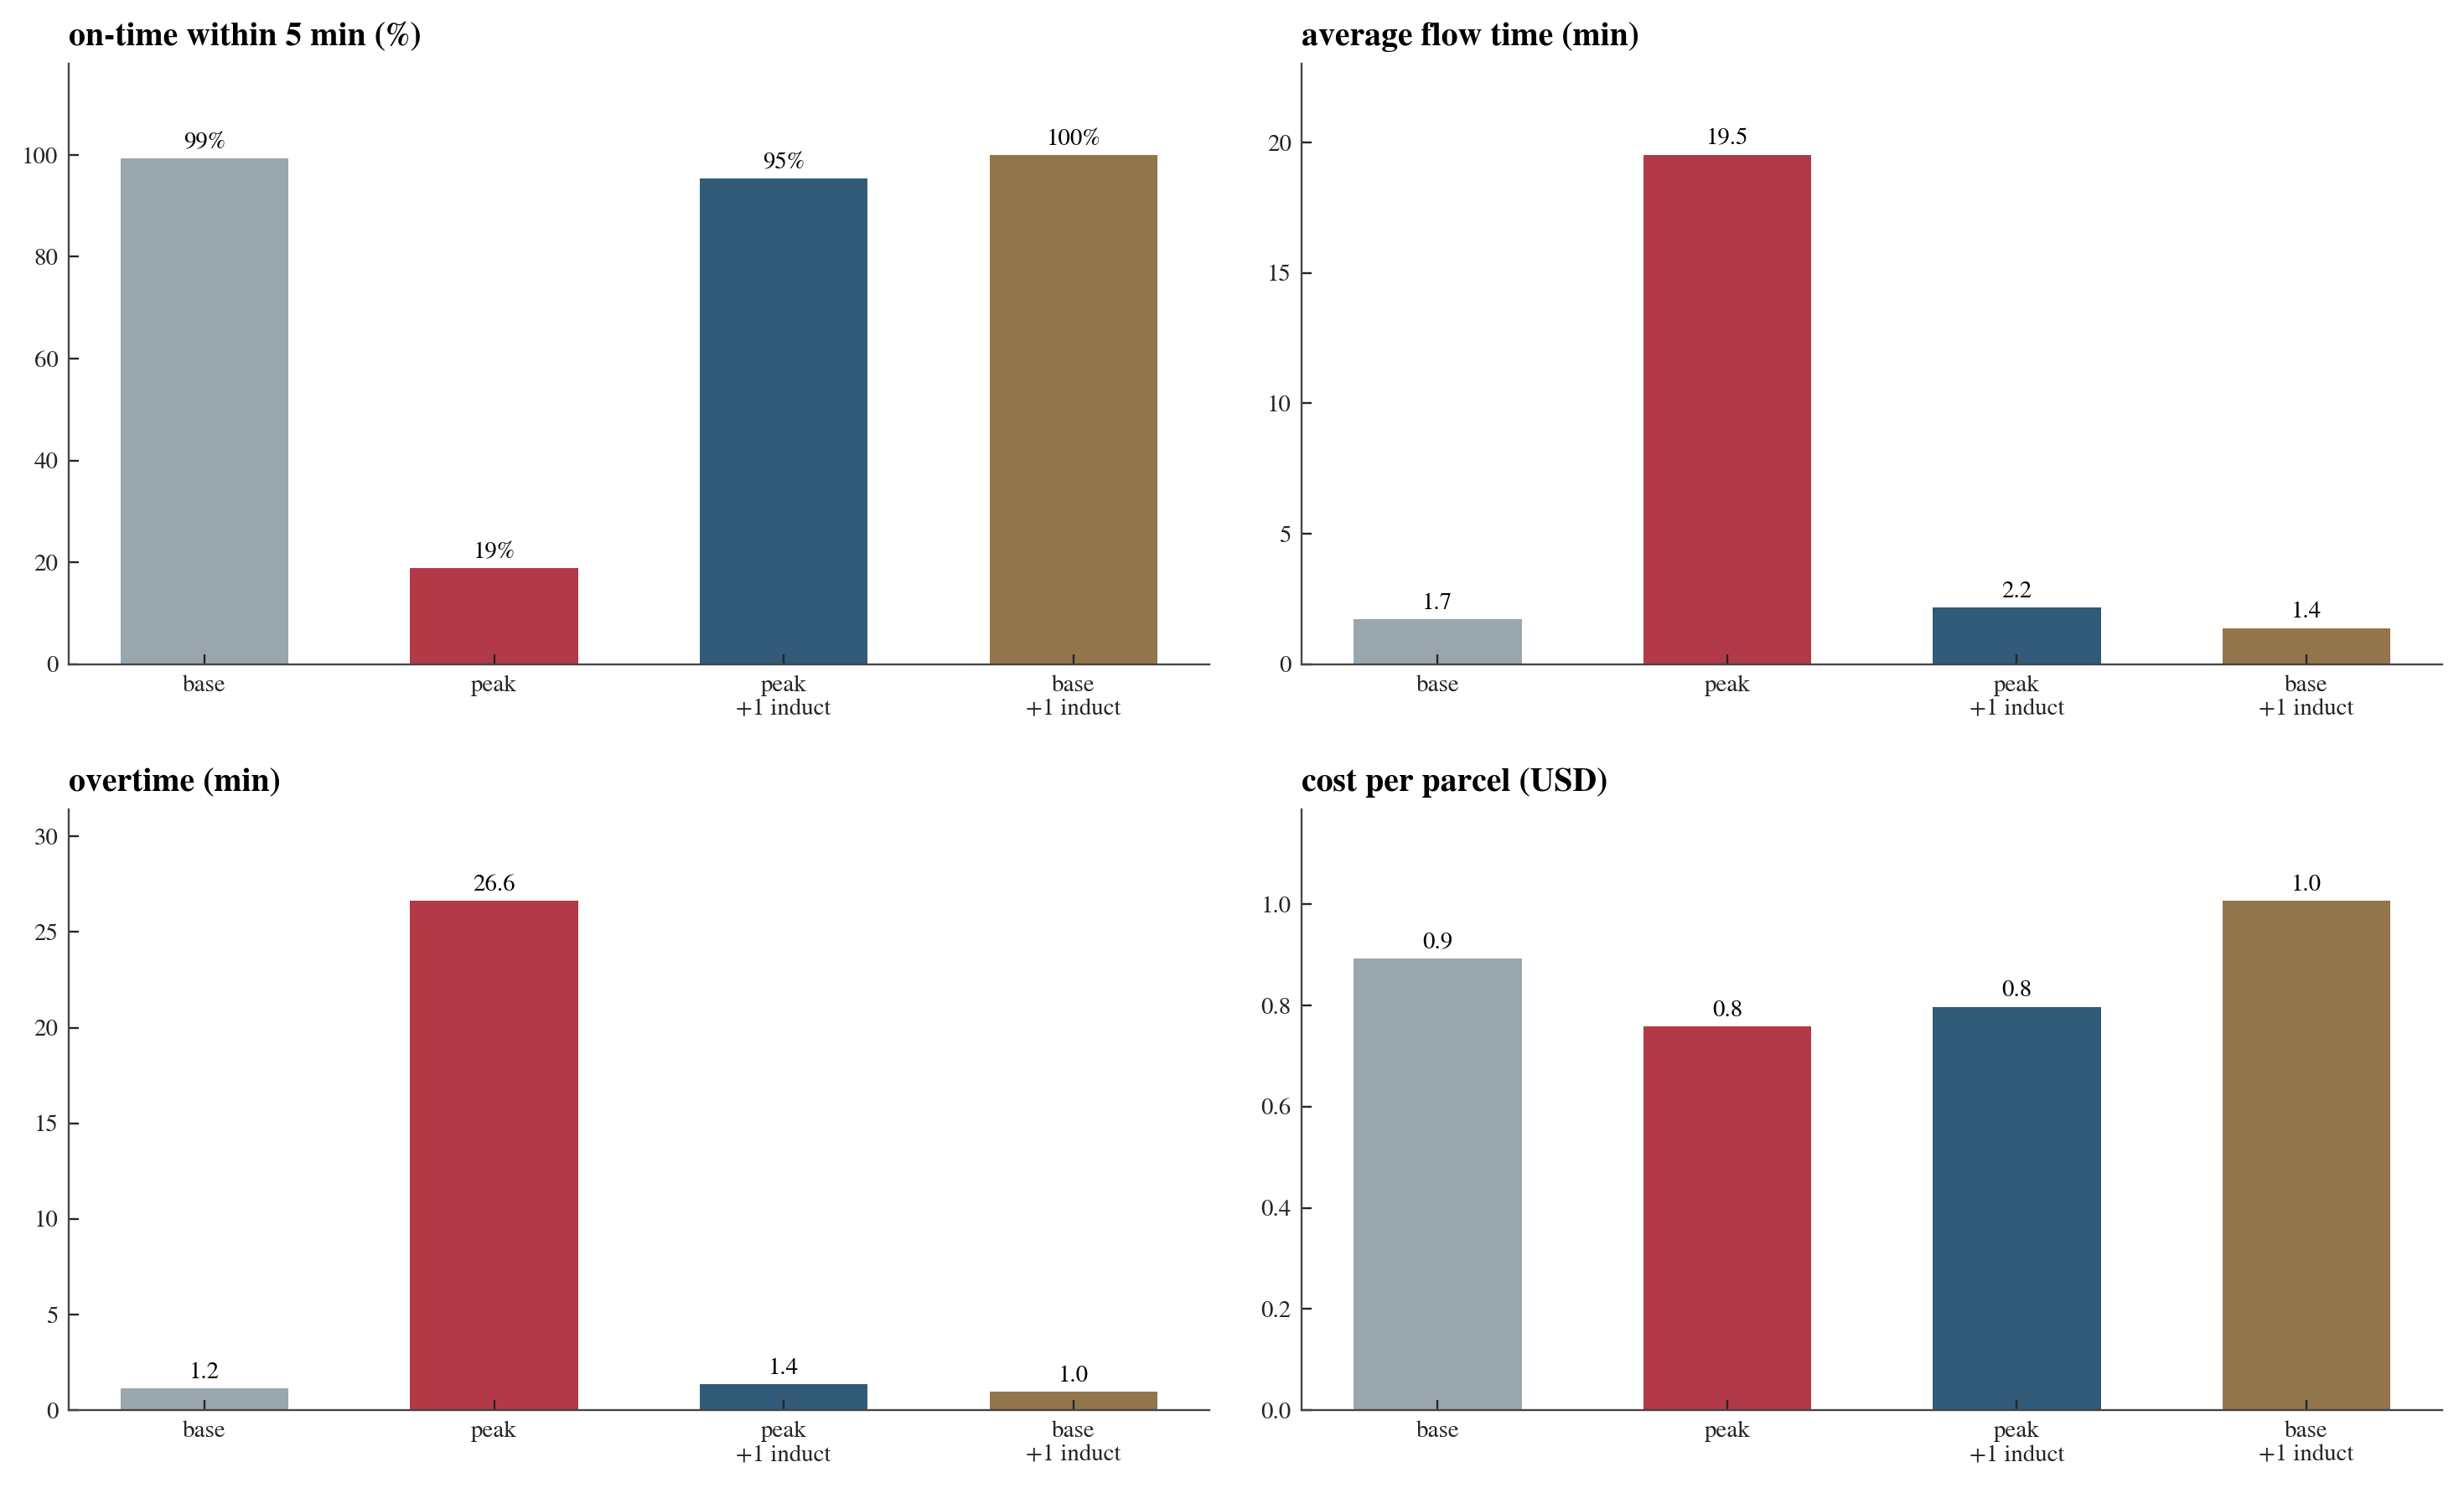 on-time within 5 min (%)
100
80
60
40
20
0
99%
19%
95%
100%
base
peak
peak
+1 induct
base
+1 induct
average flow time (min)
20
15
10
5
0
1.7
19.5
2.2
1.4
base
peak
peak
+1 induct
base
+1 induct
overtime (min)
30
25
20
15
10
5
0
1.2
26.6
1.4
1.0
base
peak
peak
+1 induct
base
+1 induct
cost per parcel (USD)
1.0
0.8
0.6
0.4
0.2
0.0
0.9
0.8
0.8
1.0
base
peak
peak
+1 induct
base
+1 induct